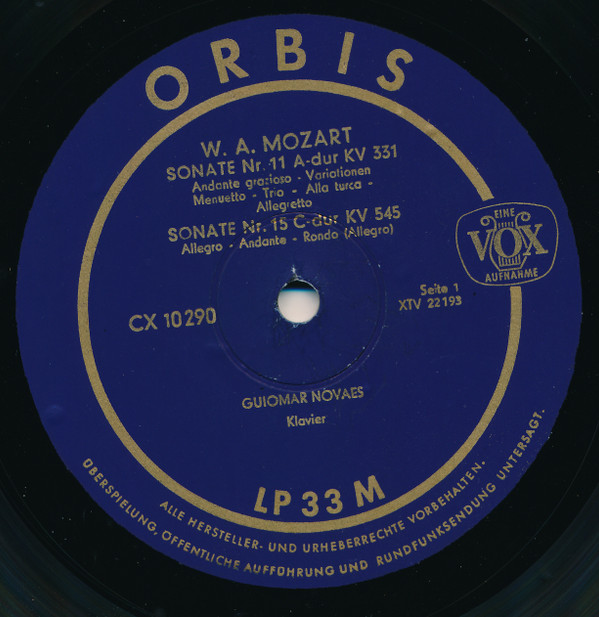 ORBIS
W. A. MOZART
SONATE Nr. 11 A-dur KV 331
Andante grazioso - Variationen
Menuetto - Trio - Alla turca -
Allegretto
SONATE Nr. 15 C-dur KV 545
Allegro - Andante - Rondo (Allegro)
EINE
VOX
AUFNAHME
CX 10290
Seite 1
XTV 22193
GUIOMAR NOVAES
Klavier
LP 33 M
ALLE HERSTELLER- UND URHEBERRECHTE VORBEHALTEN.
ÜBERSPIELUNG, ÖFFENTLICHE AUFFÜHRUNG UND RUNDFUNKSENDUNG UNTERSAGT.